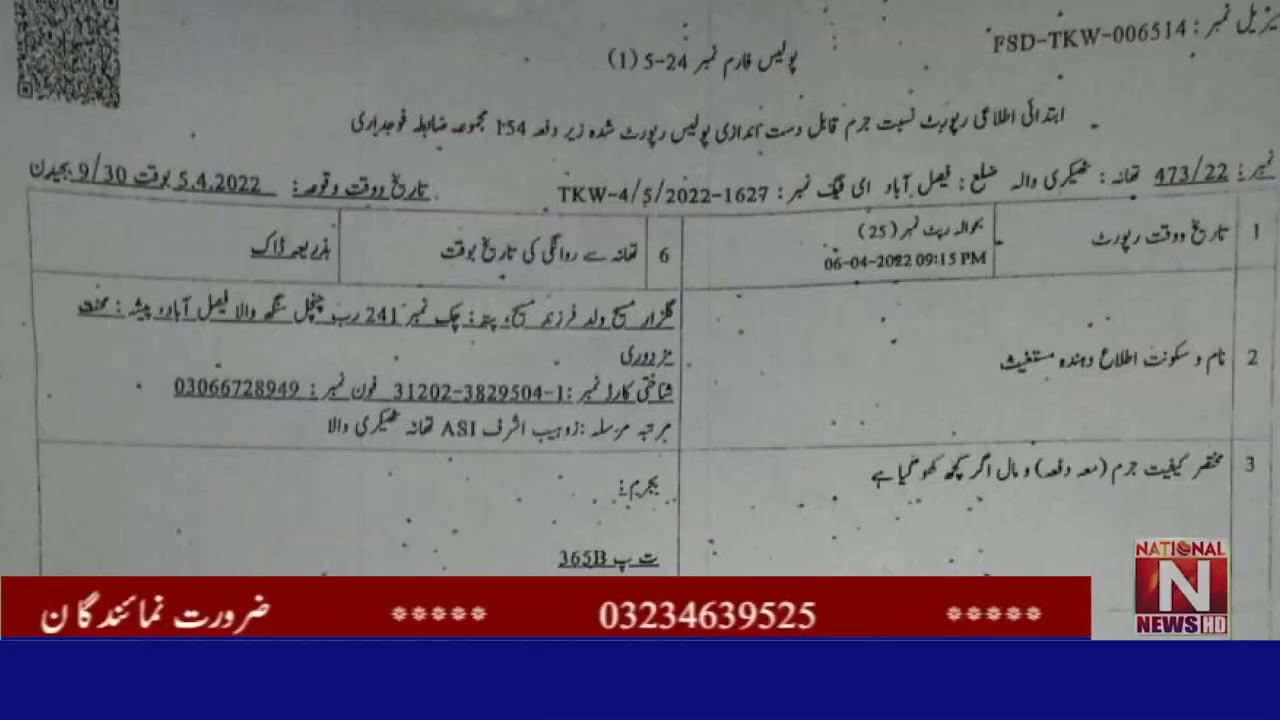 سیریل نمبر : FSD-TKW-006514
پولیس فارم نمبر 24-5 (1)
ابتدائی اطلاعی رپورٹ نسبت جرم قابل دست اندازی پولیس رپورٹ شدہ زیر دفعہ 154 مجموعہ ضابطہ فوجداری
نمبر : 473/22 تھانہ : ٹھیکری والہ ضلع : فیصل آباد ای ٹیگ نمبر : TKW-4/5/2022-1627 تاریخ ووقت وقوعہ : 5.4.2022 بوقت 9/30 بجےدن
1 تاریخ ووقت رپورٹ
بحوالہ رپٹ نمبر (25)
06-04-2022 09:15 PM
6 تھانہ سے روانگی کی تاریخ بوقت
بذریعہ ڈاک
2 نام و سکونت اطلاع دہندہ مستغیث
گلزار مسیح ولد فرزند مسیح، پتہ : چک نمبر 241 رب چنچل سنگھ والا فیصل آباد، پیشہ : محنت
مزدوری
شناختی کارڈ نمبر : 31202-3829504-1 فون نمبر : 03066728949
مرتبہ مرسلہ : زوہیب اشرف ASI تھانہ ٹھیکری والا
3 مختصر کیفیت جرم (معہ دفعہ) و مال اگر کچھ کھو گیا ہے
بجرم :
ت پ 365B
NATIONAL
N
NEWS HD
ضرورت نمائندگان ***** 03234639525 *****